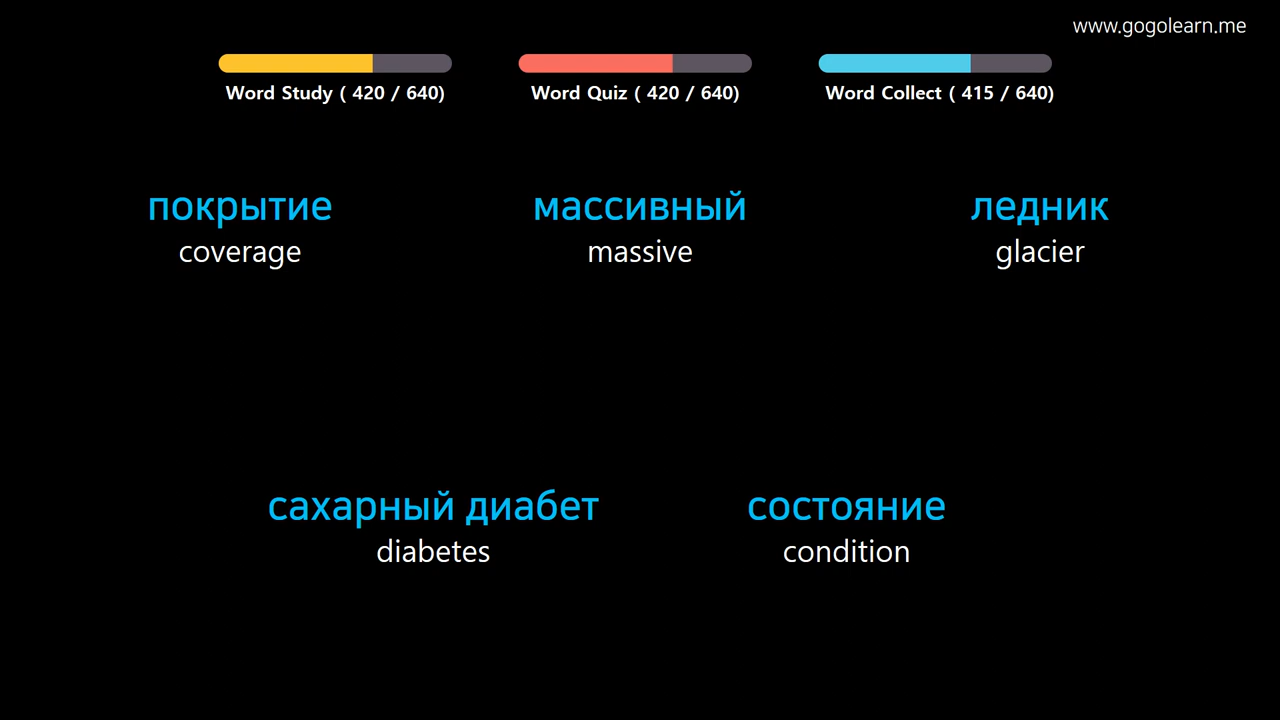 www.gogolearn.me
Word Study ( 420 / 640)
Word Quiz ( 420 / 640)
Word Collect ( 415 / 640)
покрытие
coverage
массивный
massive
ледник
glacier
сахарный диабет
diabetes
состояние
condition